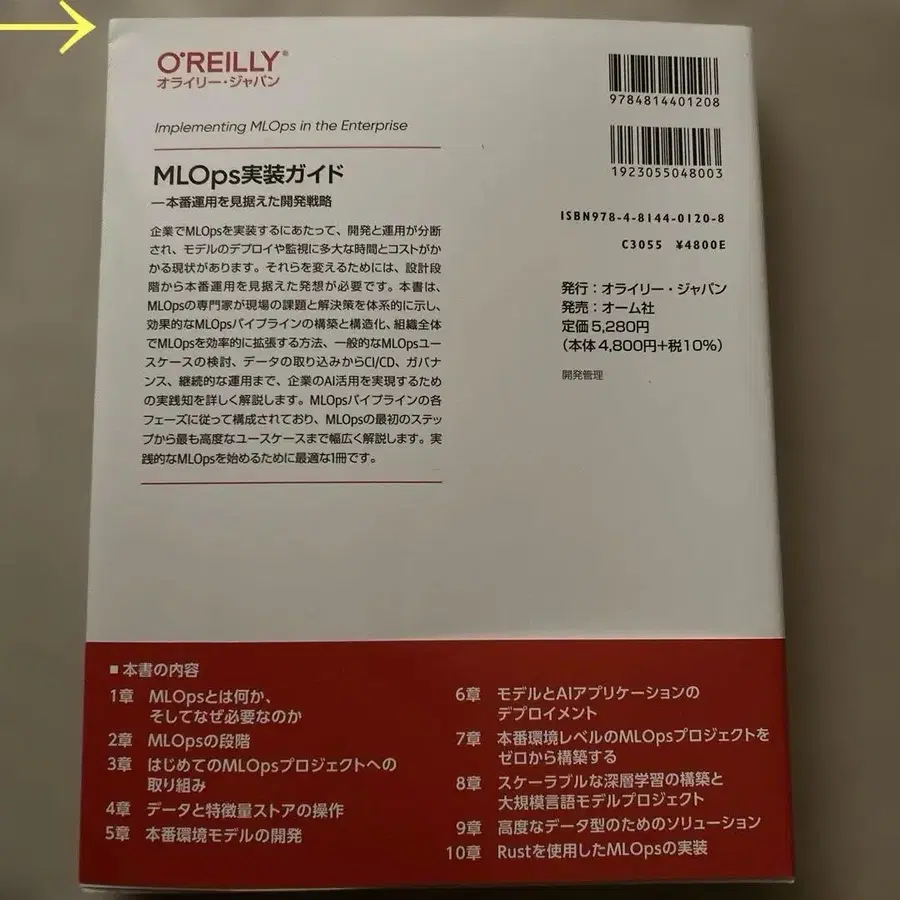 O'REILLY®
オライリー・ジャパン
Implementing MLOps in the Enterprise
MLOps実装ガイド
―本番運用を見据えた開発戦略
企業でMLOpsを実装するにあたって、開発と運用が分断
され、モデルのデプロイや監視に多大な時間とコストがか
かる現状があります。それらを変えるためには、設計段
階から本番運用を見据えた発想が必要です。本書は、
MLOpsの専門家が現場の課題と解決策を体系的に示し、
効果的なMLOpsパイプラインの構築と構造化、組織全体
でMLOpsを効率的に拡張する方法、一般的なMLOpsユー
スケースの検討、データの取り込みからCI/CD、ガバナ
ンス、継続的な運用まで、企業のAI活用を実現するため
の実践知を詳しく解説します。MLOpsパイプラインの各
フェーズに従って構成されており、MLOpsの最初のステッ
プから最も高度なユースケースまで幅広く解説します。実
践的なMLOpsを始めるために最適な1冊です。
9784814401208
1923055048003
ISBN978-4-8144-0120-8
C3055 ¥4800E
発行：オライリー・ジャパン
発売：オーム社
定価5,280円
（本体4,800円+税10%）
開発管理
■本書の内容
1章 MLOpsとは何か、
そしてなぜ必要なのか
2章 MLOpsの段階
3章 はじめてのMLOpsプロジェクトへの
取り組み
4章 データと特徴量ストアの操作
5章 本番環境モデルの開発
6章 モデルとAIアプリケーションの
デプロイメント
7章 本番環境レベルのMLOpsプロジェクトを
ゼロから構築する
8章 スケーラブルな深層学習の構築と
大規模言語モデルプロジェクト
9章 高度なデータ型のためのソリューション
10章 Rustを使用したMLOpsの実装